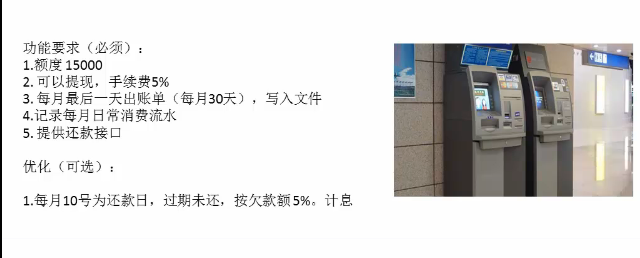 功能要求（必须）：
1.额度 15000
2. 可以提现，手续费5%
3. 每月最后一天出账单（每月30天），写入文件
4.记录每月日常消费流水
5. 提供还款接口
优化（可选）：
1.每月10号为还款日，过期未还，按欠款额 5%。计息